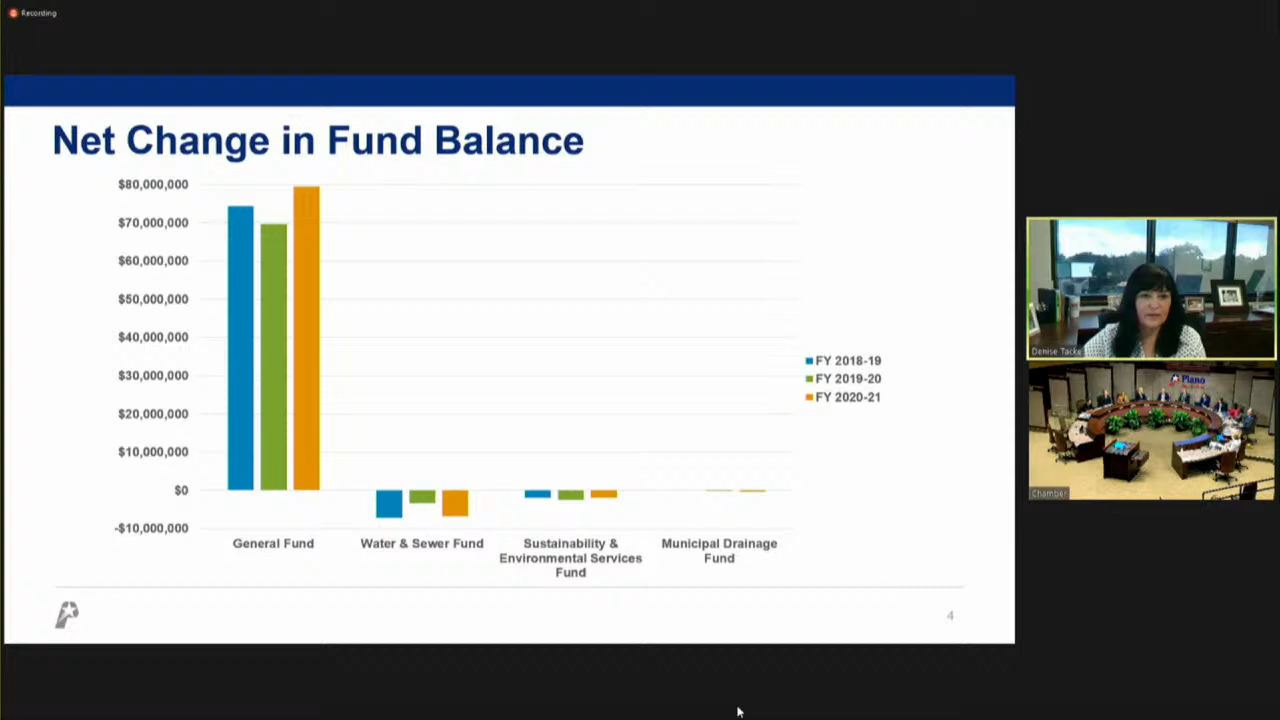 Recording
Net Change in Fund Balance
$80,000,000
$70,000,000
$60,000,000
$50,000,000
$40,000,000
$30,000,000
$20,000,000
$10,000,000
$0
-$10,000,000
General Fund
Water & Sewer Fund
Sustainability &
Environmental Services
Fund
Municipal Drainage
Fund
FY 2018-19
FY 2019-20
FY 2020-21
4
Denise Tacke
Plano
Chamber